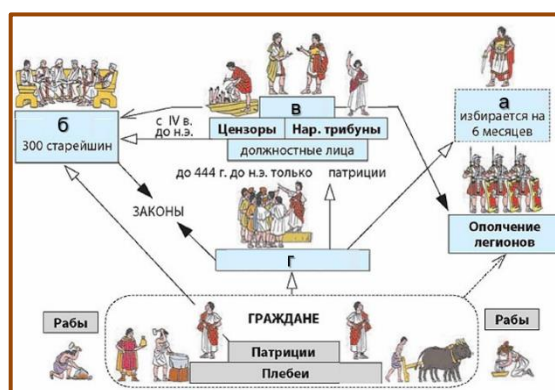 б
300 старейшин
с IV в.
до н.э.
в
Цензоры
Нар. трибуны
должностные лица
а
избирается на
6 месяцев
до 444 г. до н.э. только патриции
ЗАКОНЫ
Ополчение
легионов
г
ГРАЖДАНЕ
Рабы
Рабы
Патриции
Плебеи